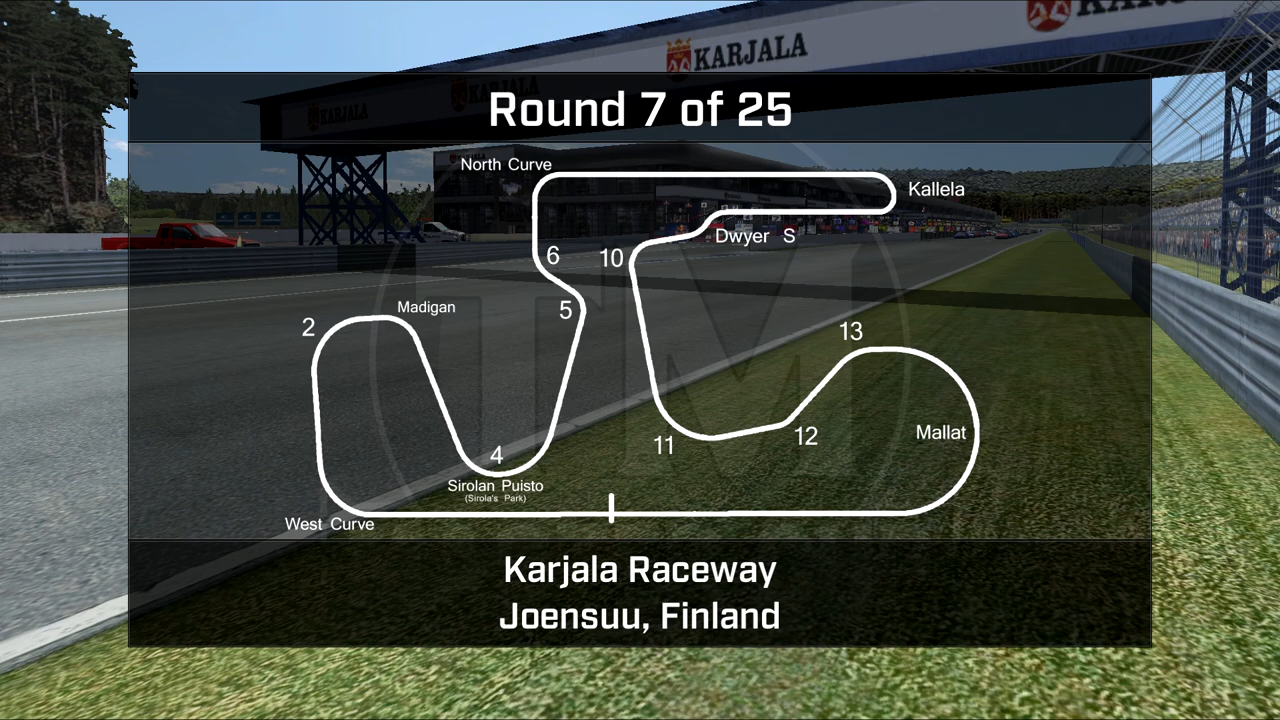 KARJALA
KARJALA
KARJALA
Round 7 of 25
North Curve
Kallela
Dwyer S
6
10
5
Madigan
2
13
Mallat
12
11
4
Sirolan Puisto
(Sirola's Park)
West Curve
TM
Karjala Raceway
Joensuu, Finland